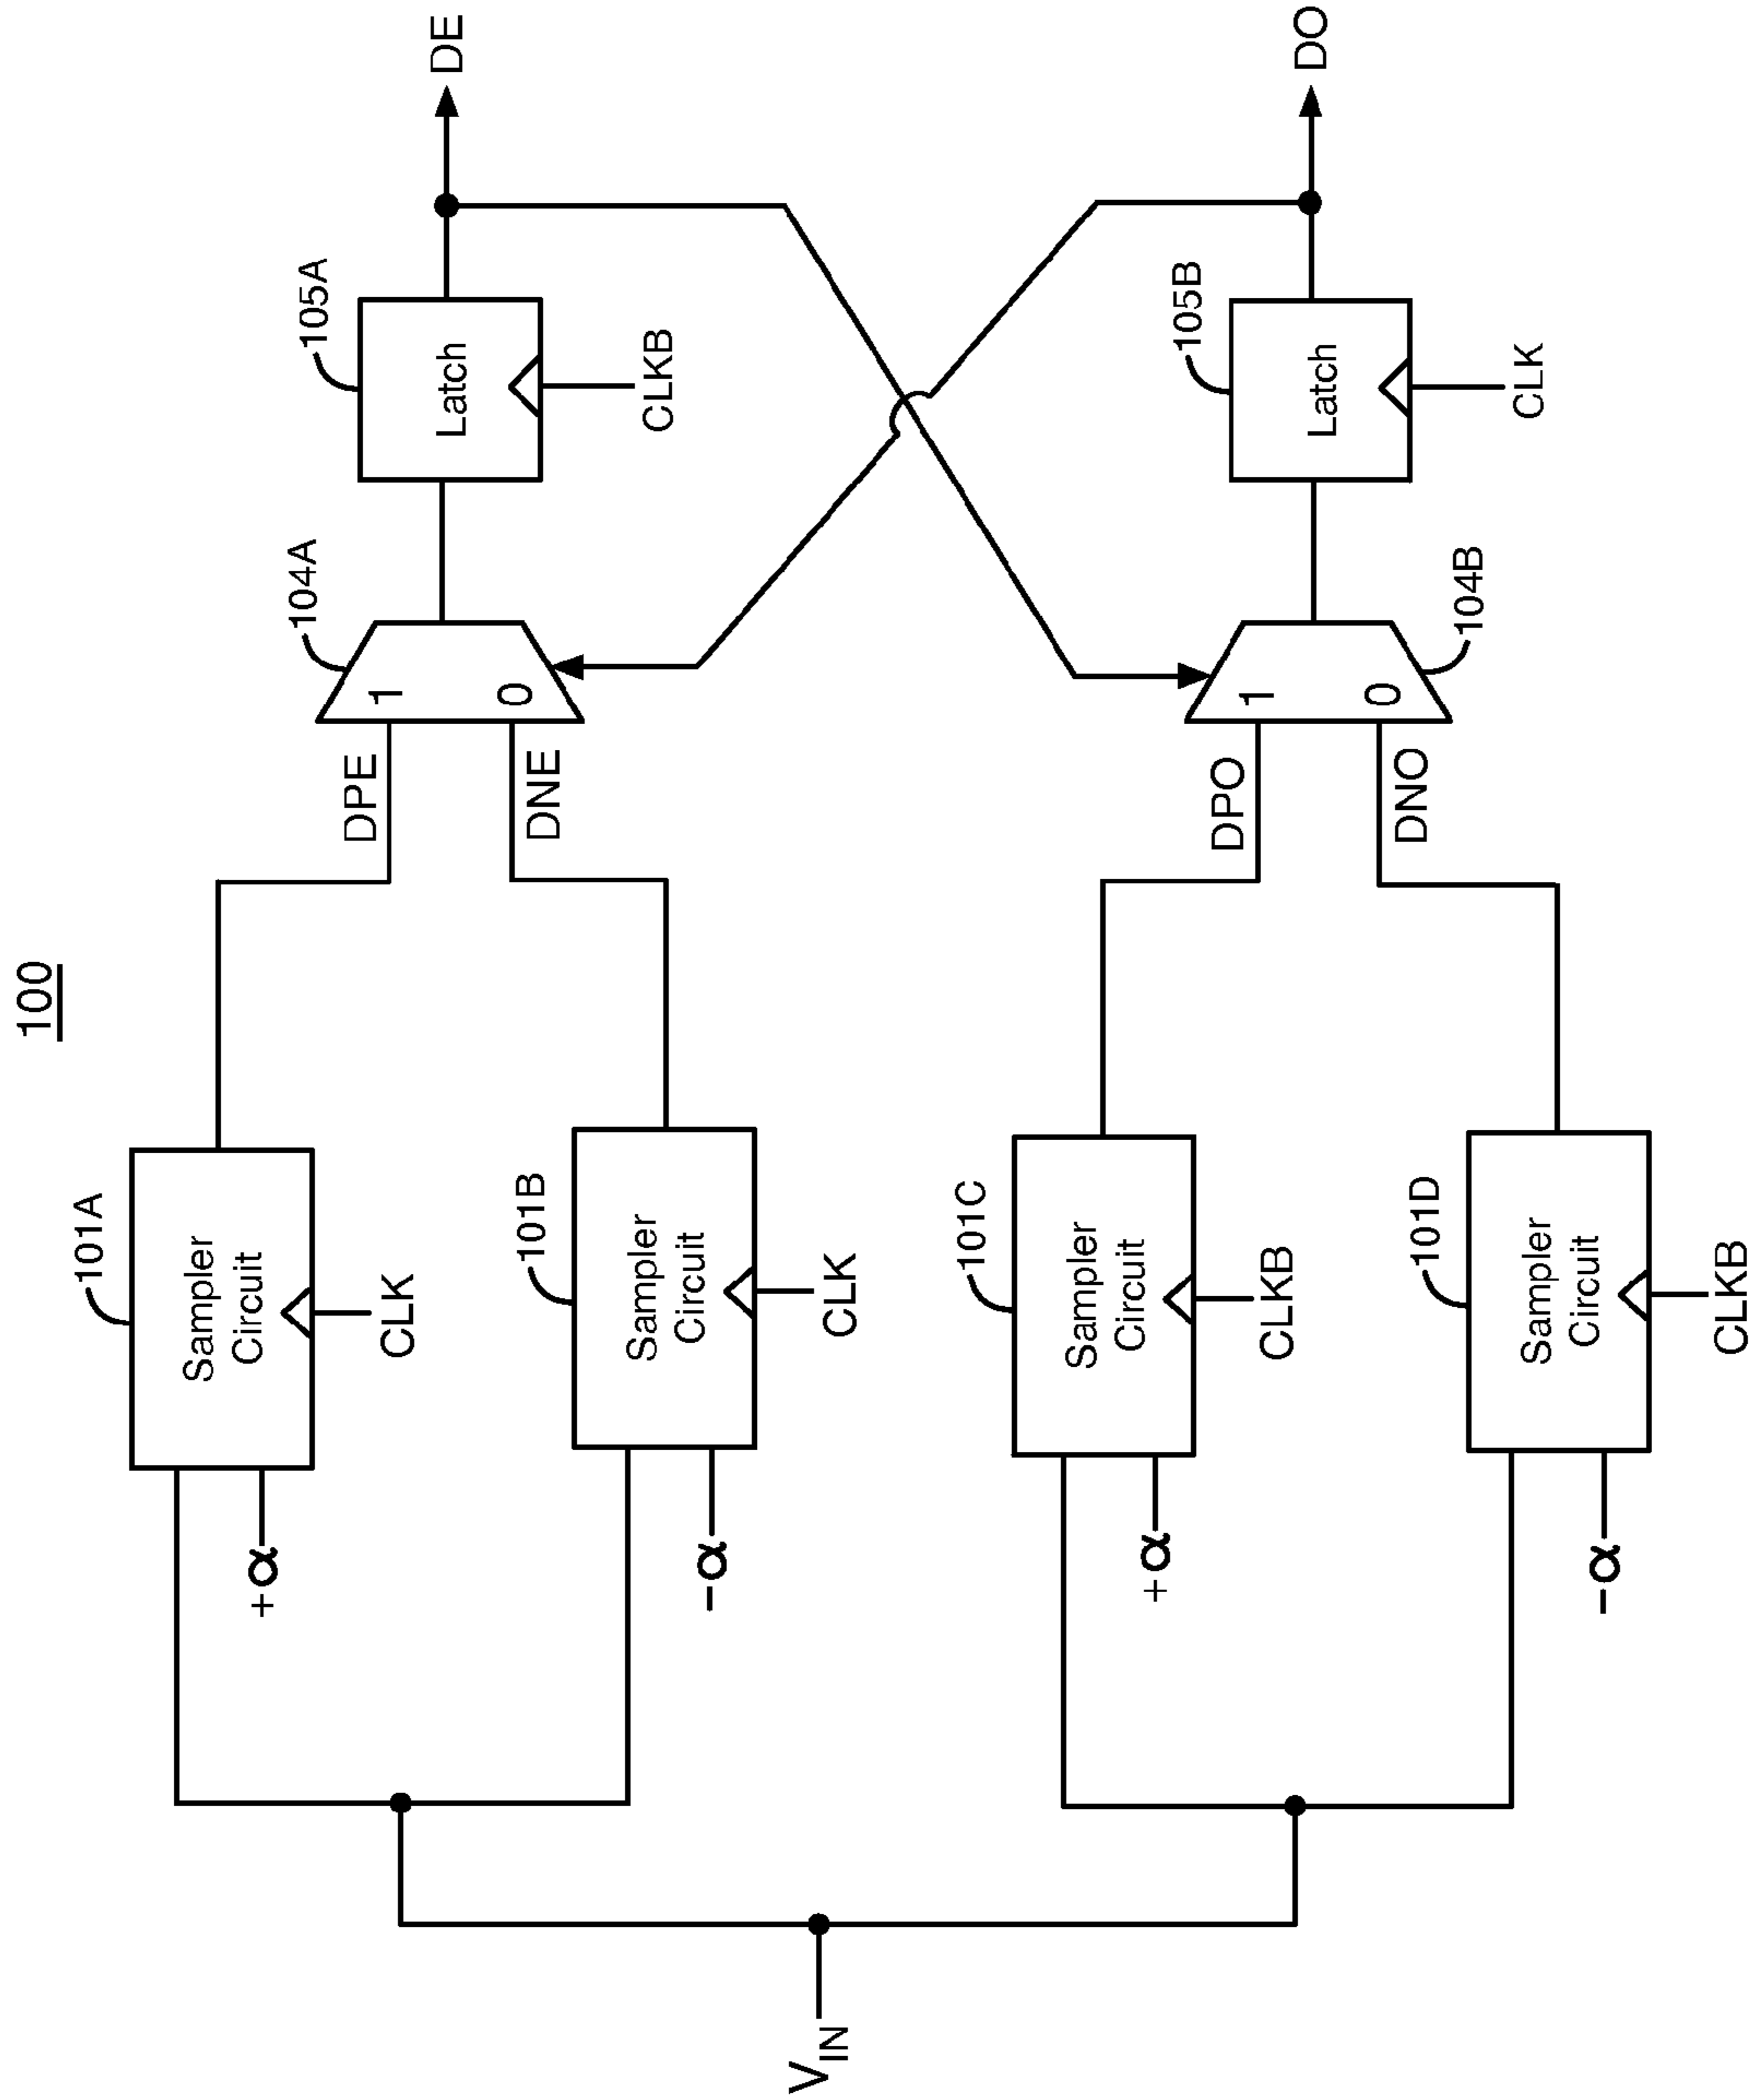 100
101A
Sampler
Circuit
+α
CLK
DPE
104A
1
0
105A
Latch
CLKB
DE
101B
Sampler
Circuit
-α
CLK
DNE
V_IN
101C
Sampler
Circuit
+α
CLKB
DPO
1
0
104B
105B
Latch
CLK
DO
101D
Sampler
Circuit
-α
CLKB
DNO